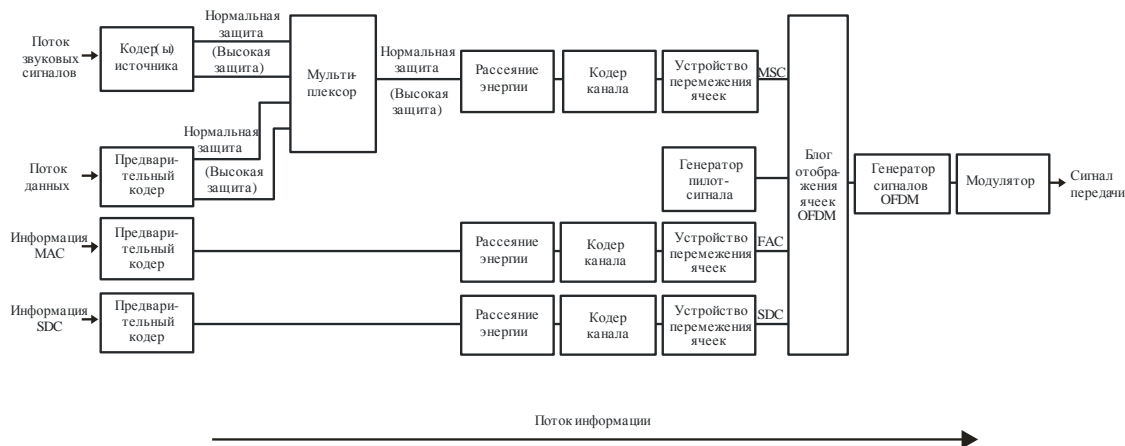 Поток
звуковых
сигналов
Кодер(ы)
источника
Нормальная
защита
(Высокая
защита)
Мульти-
плексор
Нормальная
защита
(Высокая
защита)
Рассеяние
энергии
Кодер
канала
Устройство
перемежения
ячеек
MSC
Поток
данных
Предвари-
тельный
кодер
Нормальная
защита
(Высокая
защита)
Генератор
пилот-
сигнала
Блог
отобра-
жения
ячеек
OFDM
Генератор
сигналов
OFDM
Модулятор
Сигнал
передачи
Информация
MAC
Предвари-
тельный
кодер
Рассеяние
энергии
Кодер
канала
Устройство
перемежения
ячеек
FAC
Информация
SDC
Предвари-
тельный
кодер
Рассеяние
энергии
Кодер
канала
Устройство
перемежения
ячеек
SDC
Поток информации